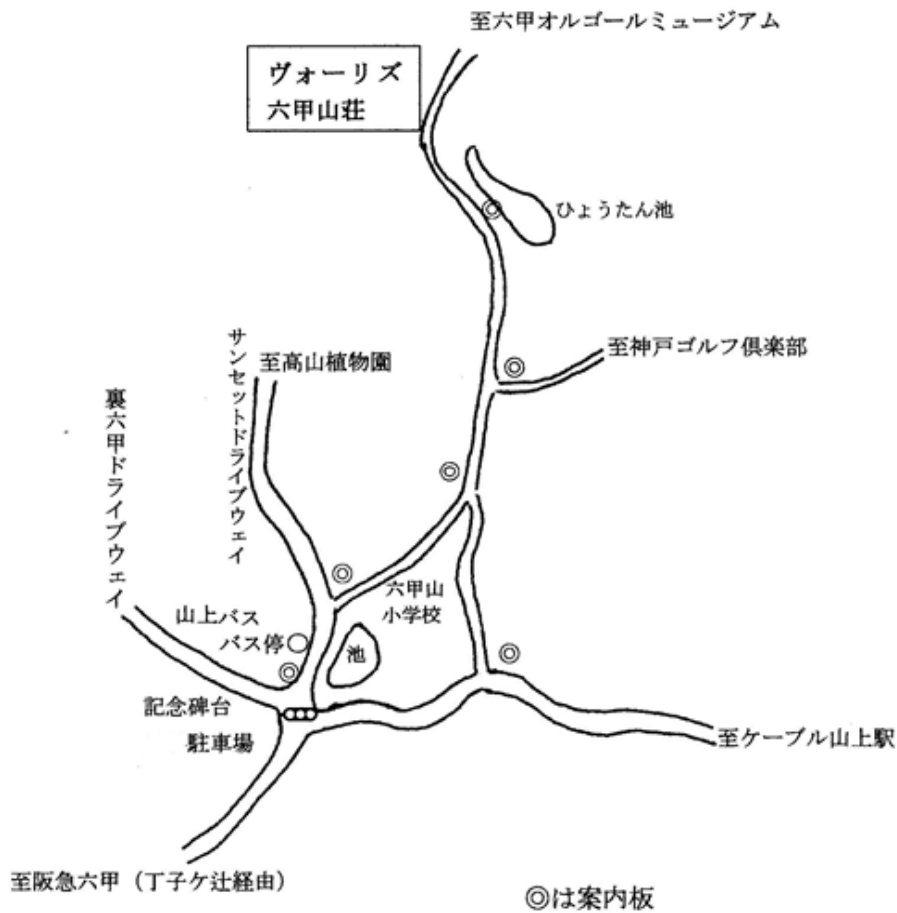 至六甲オルゴールミュージアム
ヴォーリズ
六甲山荘
ひょうたん池
至神戸ゴルフ倶楽部
至高山植物園
サンセットドライブウェイ
裏六甲ドライブウェイ
六甲山
小学校
山上バス
バス停
池
記念碑台
駐車場
至ケーブル山上駅
至阪急六甲（丁子ケ辻経由）
◎は案内板